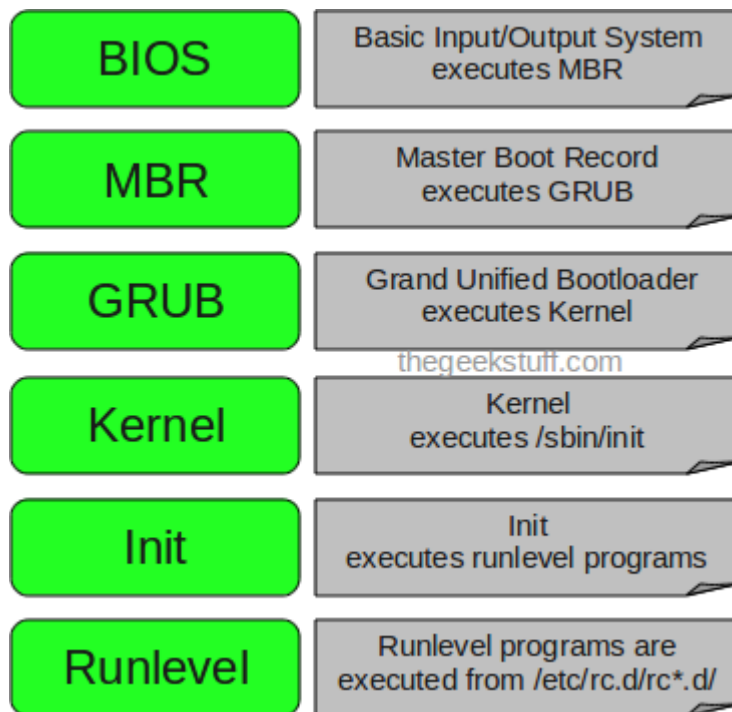 BIOS
Basic Input/Output System
executes MBR
MBR
Master Boot Record
executes GRUB
GRUB
Grand Unified Bootloader
executes Kernel
thegeekstuff.com
Kernel
Kernel
executes /sbin/init
Init
Init
executes runlevel programs
Runlevel
Runlevel programs are
executed from /etc/rc.d/rc*.d/